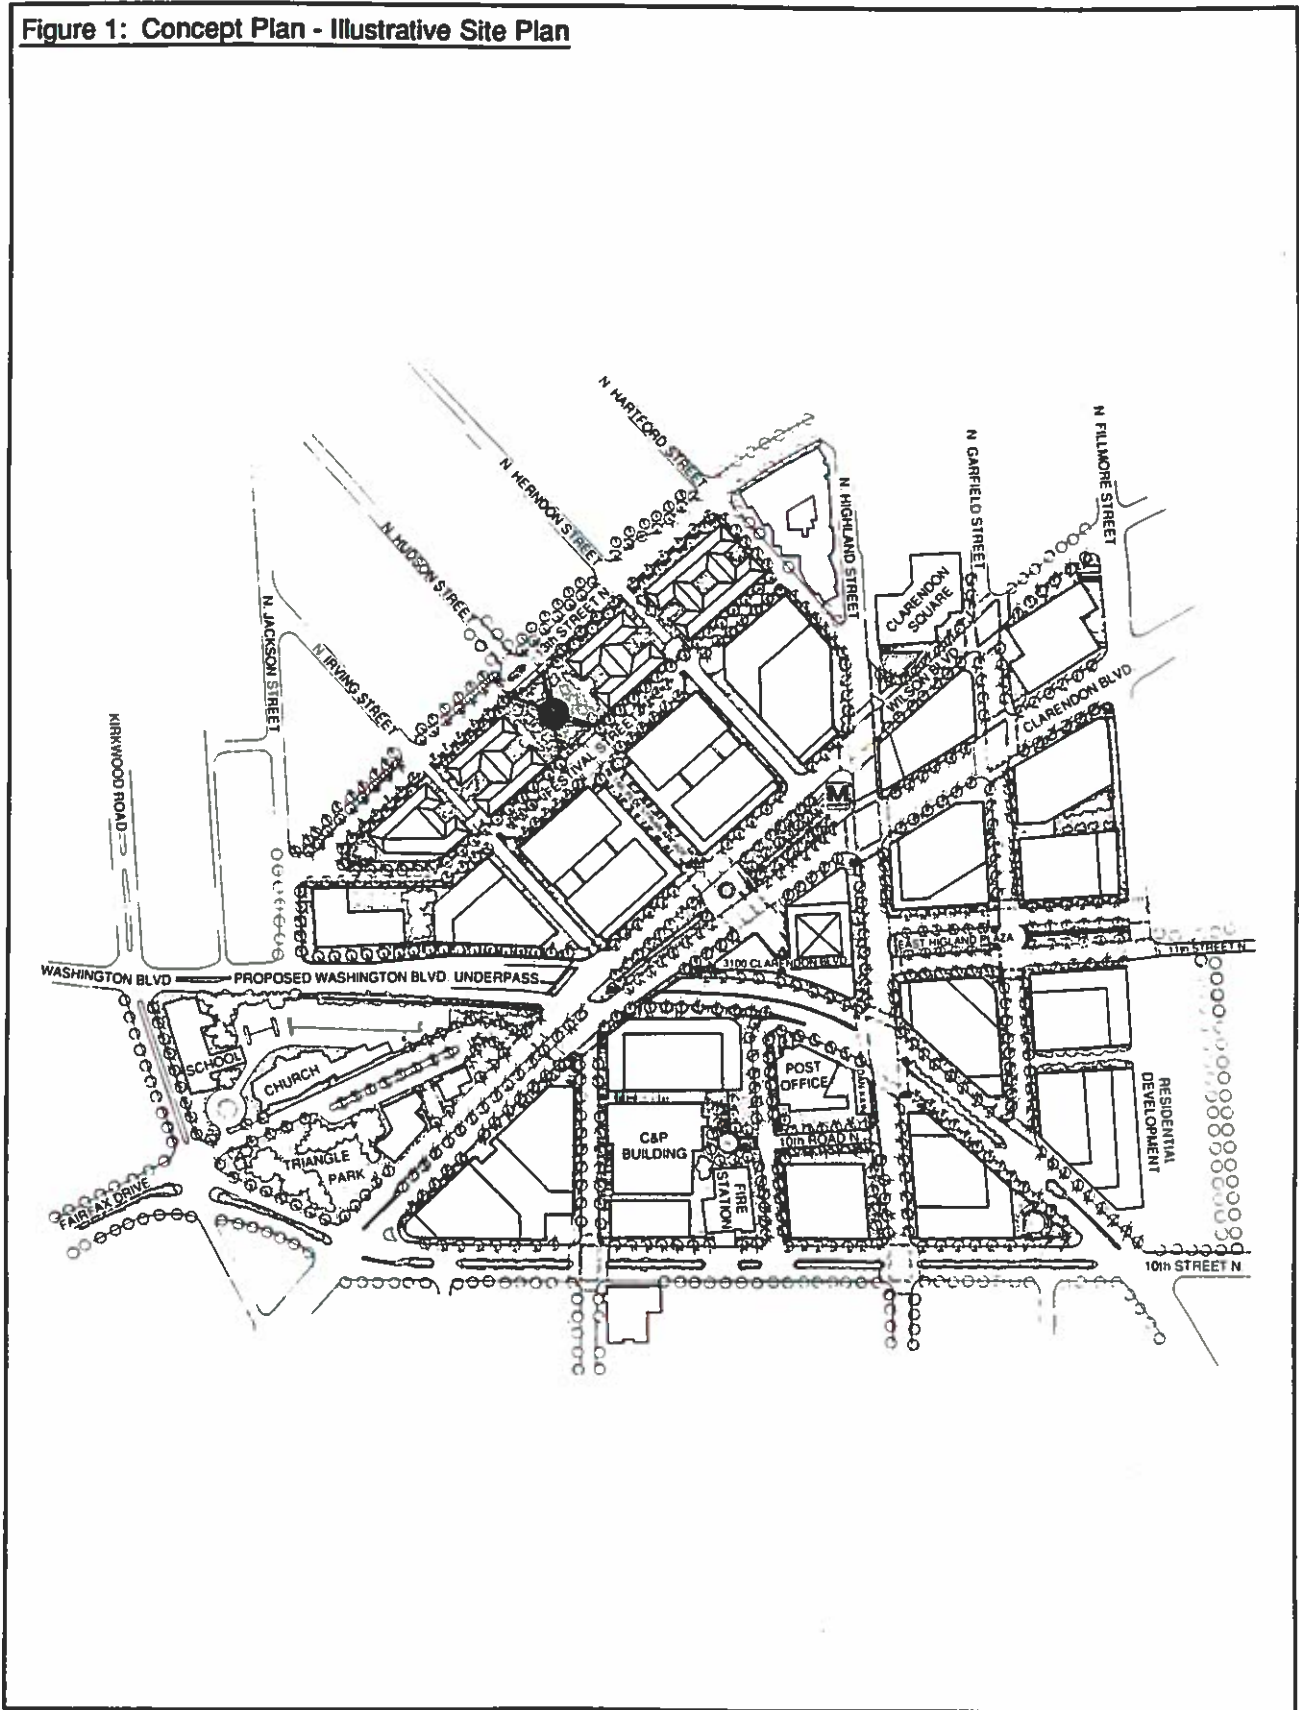 Figure 1: Concept Plan - Illustrative Site Plan
N HARTFORD STREET
N HERNDON STREET
N HUDSON STREET
N IRVING STREET
N. JACKSON STREET
KIRKWOOD ROAD
N. HIGHLAND STREET
N GARFIELD STREET
N FILLMORE STREET
CLARENDON
SQUARE
WILSON BLVD.
CLARENDON BLVD.
13th STREET N
FESTIVAL STREET
M
3100 CLARENDON BLVD.
EAST HIGLAND PLAZA
11th STREET N
WASHINGTON BLVD
PROPOSED WASHINGTON BLVD. UNDERPASS
SCHOOL
CHURCH
TRIANGLE
PARK
FAIRFAX DRIVE
POST
OFFICE
C&P
BUILDING
10th ROAD N
FIRE
STATION
RESIDENTIAL
DEVELOPMENT
10th STREET N